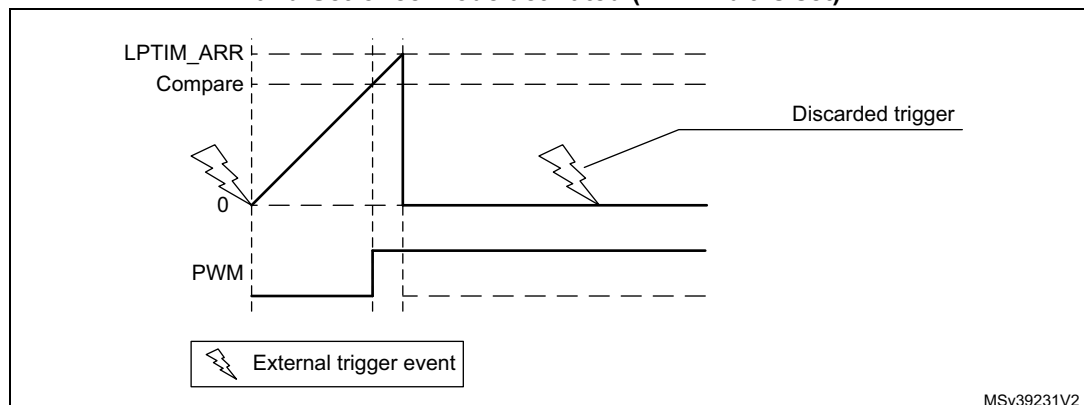 LPTIM_ARR
Compare
Discarded trigger
0
PWM
External trigger event
MSv39231V2